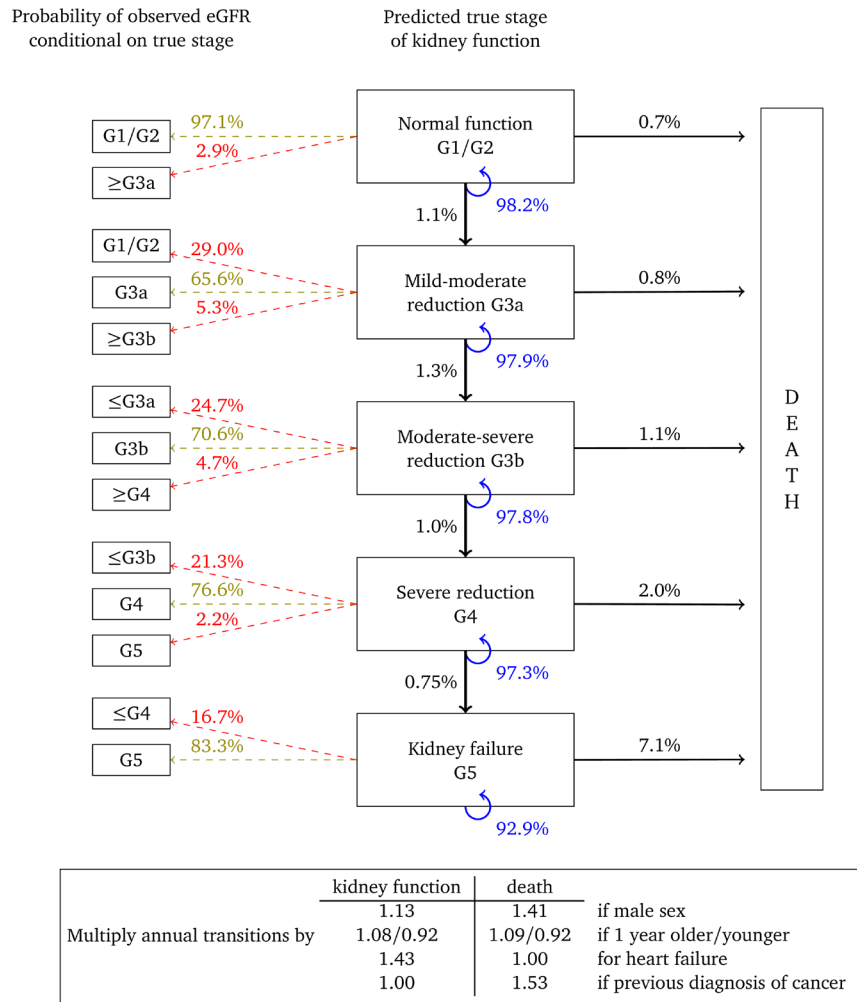 Probability of observed eGFR
conditional on true stage
Predicted true stage
of kidney function
G1/G2
97.1%
≥G3a
2.9%
Normal function
G1/G2
0.7%
98.2%
1.1%
G1/G2
29.0%
G3a
65.6%
≥G3b
5.3%
Mild-moderate
reduction G3a
0.8%
97.9%
1.3%
≤G3a
24.7%
G3b
70.6%
≥G4
4.7%
Moderate-severe
reduction G3b
1.1%
97.8%
1.0%
≤G3b
21.3%
G4
76.6%
G5
2.2%
Severe reduction
G4
2.0%
97.3%
0.75%
≤G4
16.7%
G5
83.3%
Kidney failure
G5
7.1%
92.9%
D
E
A
T
H
kidney function death
1.13 1.41 if male sex
Multiply annual transitions by 1.08/0.92 1.09/0.92 if 1 year older/younger
1.43 1.00 for heart failure
1.00 1.53 if previous diagnosis of cancer